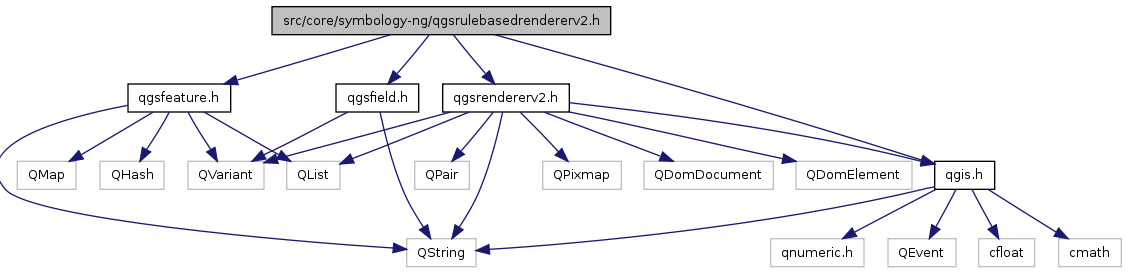 src/core/symbology-ng/qgsrulebasedrendererv2.h
qgsfeature.h
qgsfield.h
qgsrendererv2.h
QMap
QHash
QVariant
QList
QPair
QPixmap
QDomDocument
QDomElement
qgis.h
QString
qnumeric.h
QEvent
cfloat
cmath